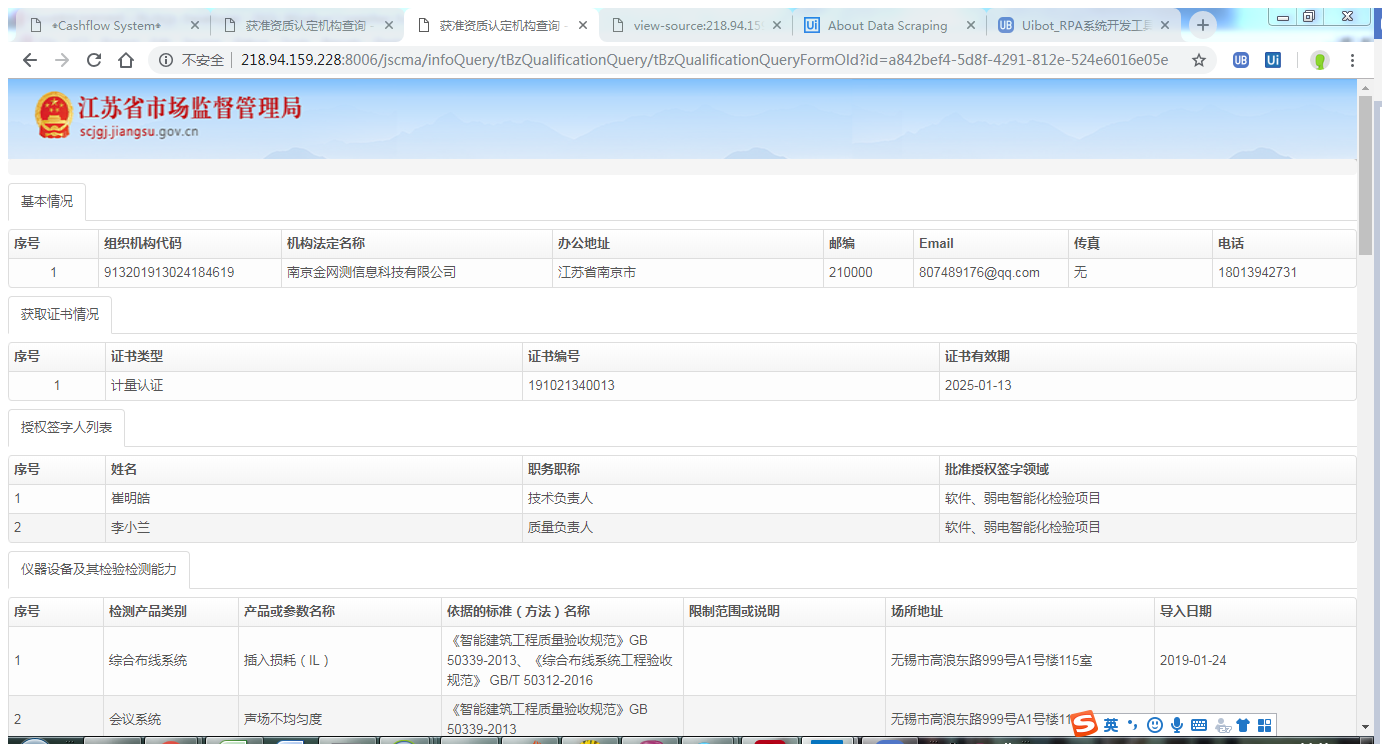 *Cashflow System*
获准资质认定机构查询 -
获准资质认定机构查询 -
view-source:218.94.159
About Data Scraping
Uibot_RPA系统开发工具
不安全 218.94.159.228:8006/jscma/infoQuery/tBzQualificationQuery/tBzQualificationQueryFormOld?id=a842bef4-5d8f-4291-812e-524e6016e05e
UB
Ui
江苏省市场监督管理局
scjgj.jiangsu.gov.cn
基本情况
序号 组织机构代码 机构法定名称 办公地址 邮编 Email 传真 电话
1 913201913024184619 南京金网测信息科技有限公司 江苏省南京市 210000 807489176@qq.com 无 18013942731
获取证书情况
序号 证书类型 证书编号 证书有效期
1 计量认证 191021340013 2025-01-13
授权签字人列表
序号 姓名 职务职称 批准授权签字领域
1 崔明皓 技术负责人 软件、弱电智能化检验项目
2 李小兰 质量负责人 软件、弱电智能化检验项目
仪器设备及其检验检测能力
序号 检测产品类别 产品或参数名称 依据的标准（方法）名称 限制范围或说明 场所地址 导入日期
《智能建筑工程质量验收规范》GB
1 综合布线系统 插入损耗（IL） 50339-2013、《综合布线系统工程验收 无锡市高浪东路999号A1号楼115室 2019-01-24
规范》 GB/T 50312-2016
《智能建筑工程质量验收规范》GB
2 会议系统 声场不均匀度 50339-2013 无锡市高浪东路999号A1号楼11
英